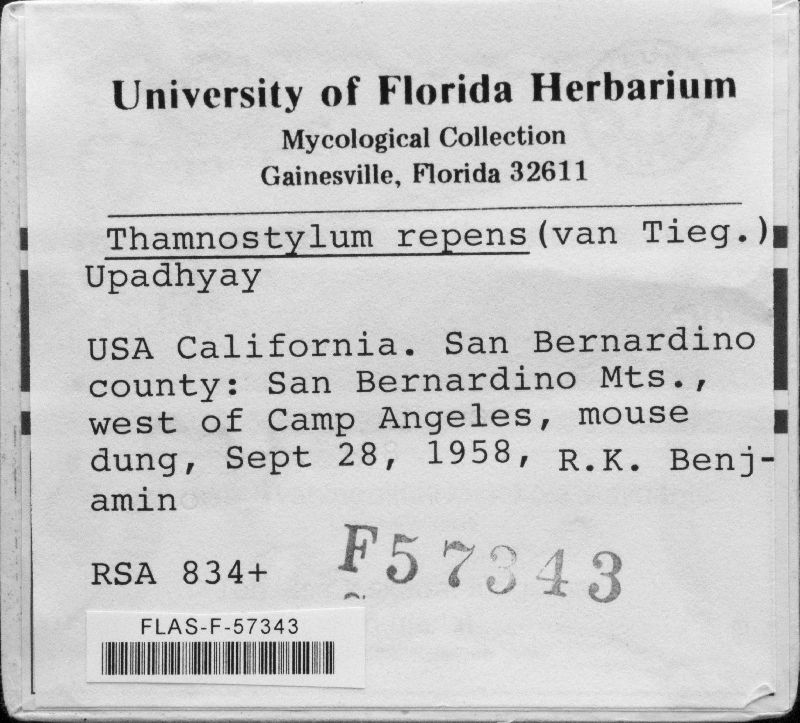 University of Florida Herbarium
Mycological Collection
Gainesville, Florida 32611
Thamnostylum repens (van Tieg.)
Upadhyay
USA California. San Bernardino
county: San Bernardino Mts.,
west of Camp Angeles, mouse
dung, Sept 28, 1958, R.K. Benj-
amin
RSA 834+
F57343
FLAS-F-57343